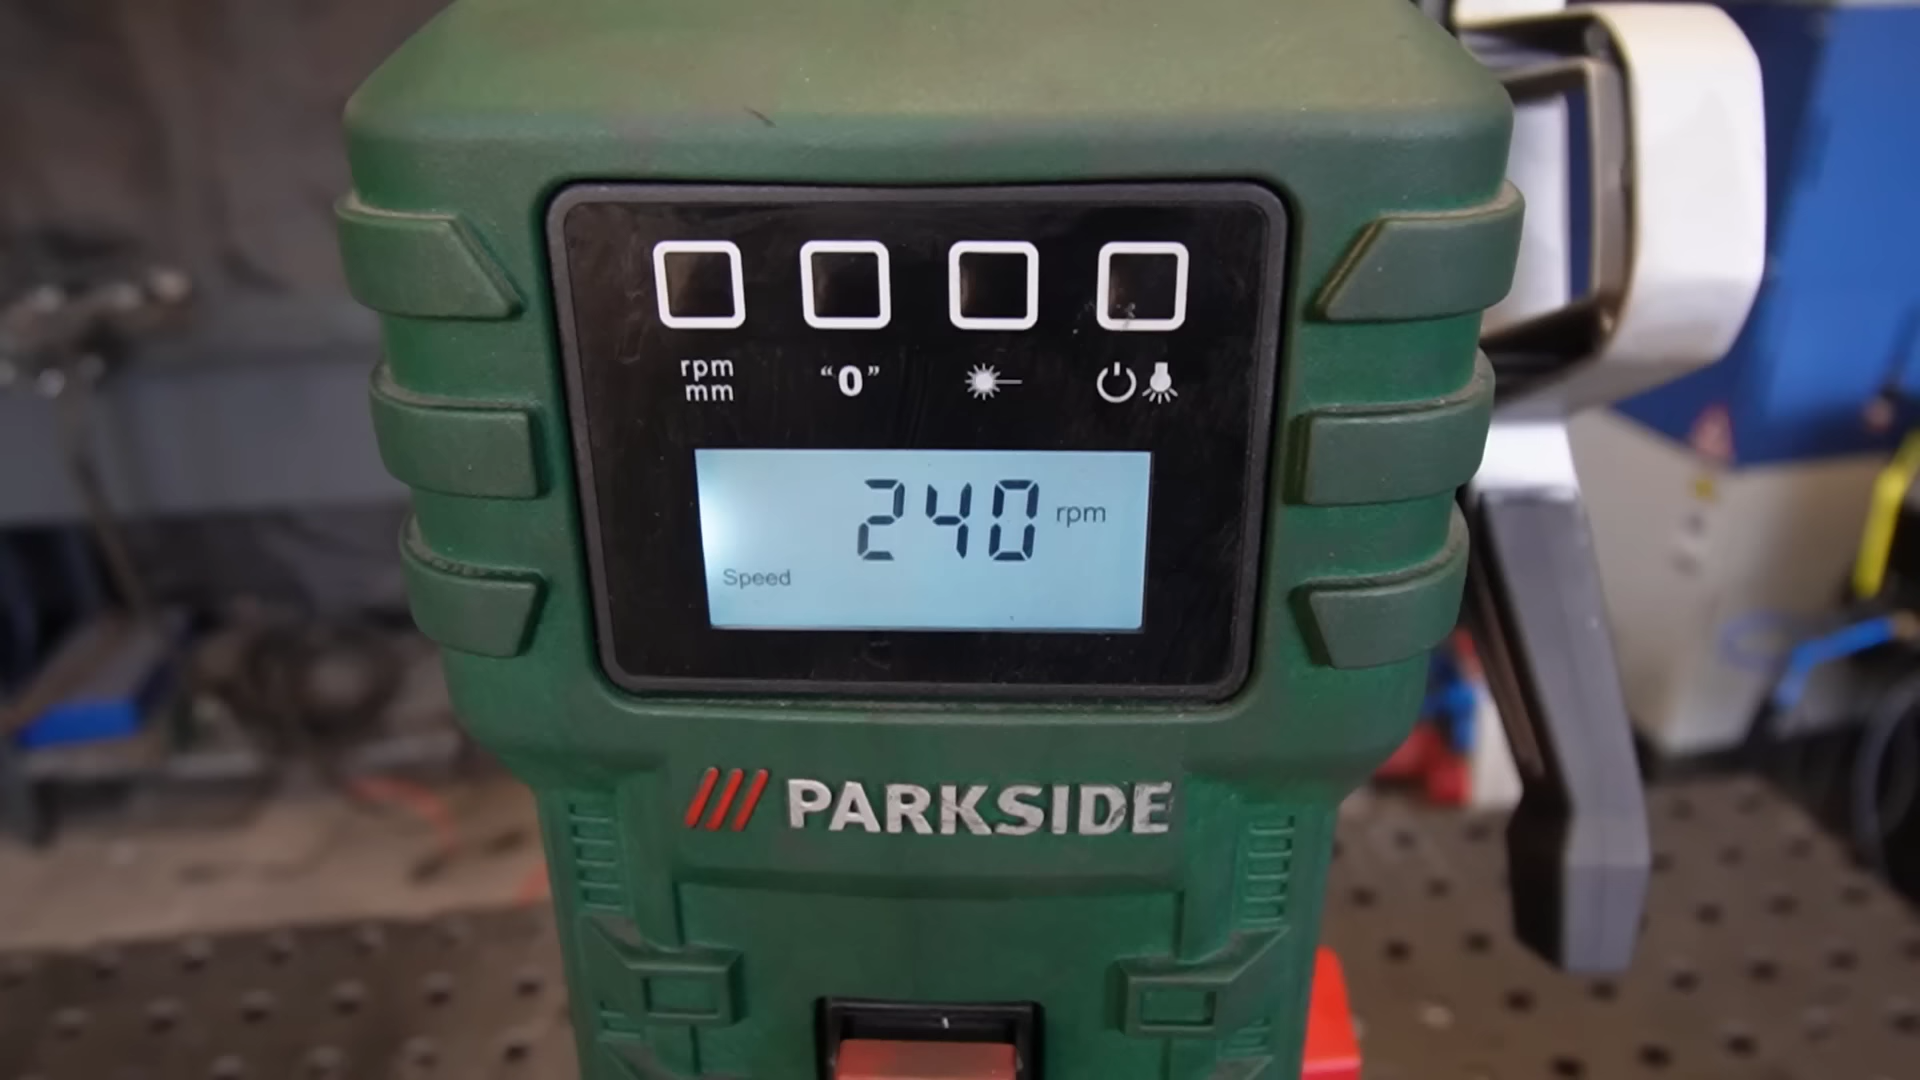 rpm
mm
“0”
240 rpm
Speed
PARKSIDE